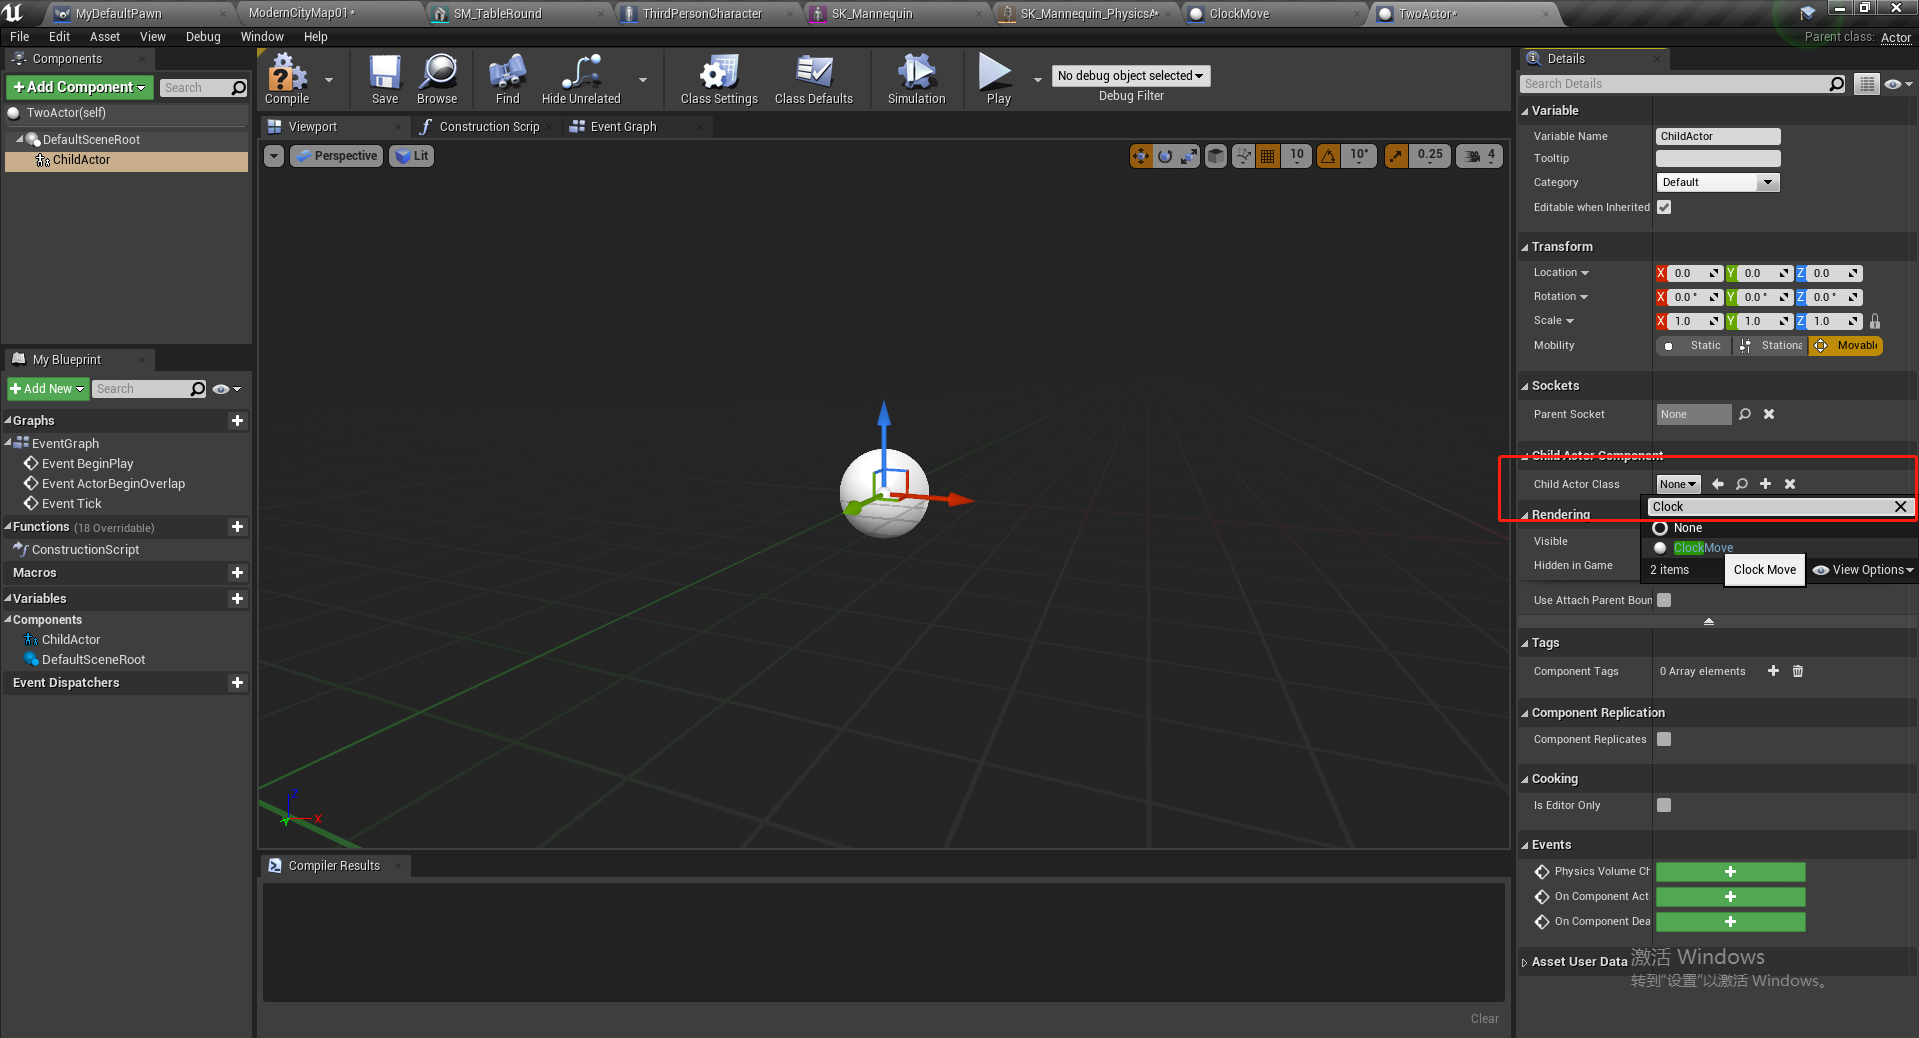 MyDefaultPawn
ModernCityMap01*
SM_TableRound
ThirdPersonCharacter
SK_Mannequin
SK_Mannequin_PhysicsA*
ClockMove
TwoActor*
File Edit Asset View Debug Window Help
Parent class: Actor
Components
Add Component
Search
TwoActor(self)
DefaultSceneRoot
ChildActor
My Blueprint
Add New
Search
Graphs
EventGraph
Event BeginPlay
Event ActorBeginOverlap
Event Tick
Functions (18 Overridable)
ConstructionScript
Macros
Variables
Components
ChildActor
DefaultSceneRoot
Event Dispatchers
Compile
Save
Browse
Find
Hide Unrelated
Class Settings
Class Defaults
Simulation
Play
No debug object selected
Debug Filter
Viewport
Construction Scrip
Event Graph
Perspective
Lit
10
10°
0.25
4
Z
X
Y
Compiler Results
Clear
Details
Search Details
Variable
Variable Name ChildActor
Tooltip
Category Default
Editable when Inherited
Transform
Location X 0.0 Y 0.0 Z 0.0
Rotation X 0.0 ° Y 0.0 ° Z 0.0 °
Scale X 1.0 Y 1.0 Z 1.0
Mobility Static Stationa Movabl
Sockets
Parent Socket None
Child Actor Component
Child Actor Class None
Clock
Rendering
None
Visible
ClockMove
Hidden in Game
2 items
Clock Move
View Options
Use Attach Parent Boun
Tags
Component Tags 0 Array elements
Component Replication
Component Replicates
Cooking
Is Editor Only
Events
Physics Volume Ch
On Component Act
On Component Dea
Asset User Data
激活 Windows
转到"设置"以激活 Windows。